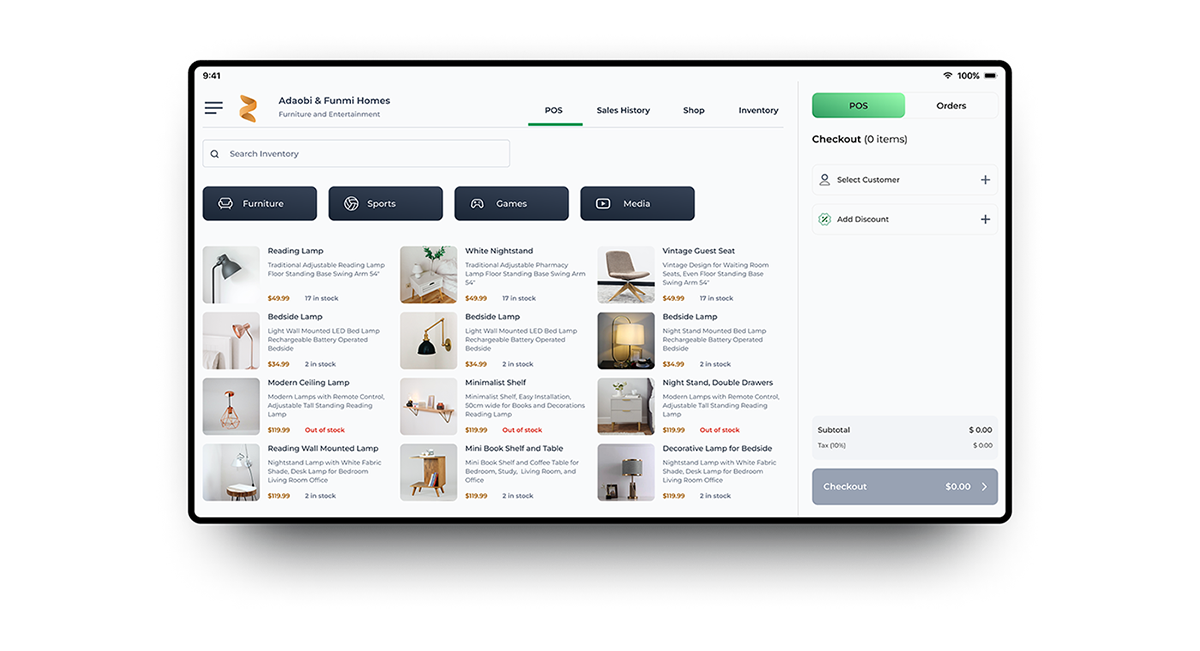 9:41
100%
Adaobi & Funmi Homes
Furniture and Entertainment
POS
Sales History
Shop
Inventory
Search Inventory
Furniture
Sports
Games
Media
Reading Lamp
Traditional Adjustable Reading Lamp
Floor Standing Base Swing Arm 54"
$49.99 17 in stock
White Nightstand
Traditional Adjustable Pharmacy
Lamp Floor Standing Base Swing Arm
54"
$49.99 17 in stock
Vintage Guest Seat
Vintage Design for Waiting Room
Seats, Even Floor Standing Base
Swing Arm 54"
$49.99 17 in stock
Bedside Lamp
Light Wall Mounted LED Bed Lamp
Rechargeable Battery Operated
Bedside
$34.99 2 in stock
Bedside Lamp
Light Wall Mounted LED Bed Lamp
Rechargeable Battery Operated
Bedside
$34.99 2 in stock
Bedside Lamp
Night Stand Mounted Bed Lamp
Rechargeable Battery Operated
Bedside
$34.99 2 in stock
Modern Ceiling Lamp
Modern Lamps with Remote Control,
Adjustable Tall Standing Reading
Lamp
$119.99 Out of stock
Minimalist Shelf
Minimalist Shelf, Easy Installation,
50cm wide for Books and Decorations
Reading Lamp
$119.99 Out of stock
Night Stand, Double Drawers
Modern Lamps with Remote Control,
Adjustable Tall Standing Reading
Lamp
$119.99 Out of stock
Reading Wall Mounted Lamp
Nightstand Lamp with White Fabric
Shade, Desk Lamp for Bedroom
Living Room Office
$119.99 2 in stock
Mini Book Shelf and Table
Mini Book Shelf and Coffee Table for
Bedroom, Study, Living Room, and
Office
$119.99 2 in stock
Decorative Lamp for Bedside
Nightstand Lamp with White Fabric
Shade, Desk Lamp for Bedroom
Living Room Office
$119.99 2 in stock
POS
Orders
Checkout (0 items)
Select Customer
Add Discount
Subtotal $ 0.00
Tax (10%) $ 0.00
Checkout $0.00